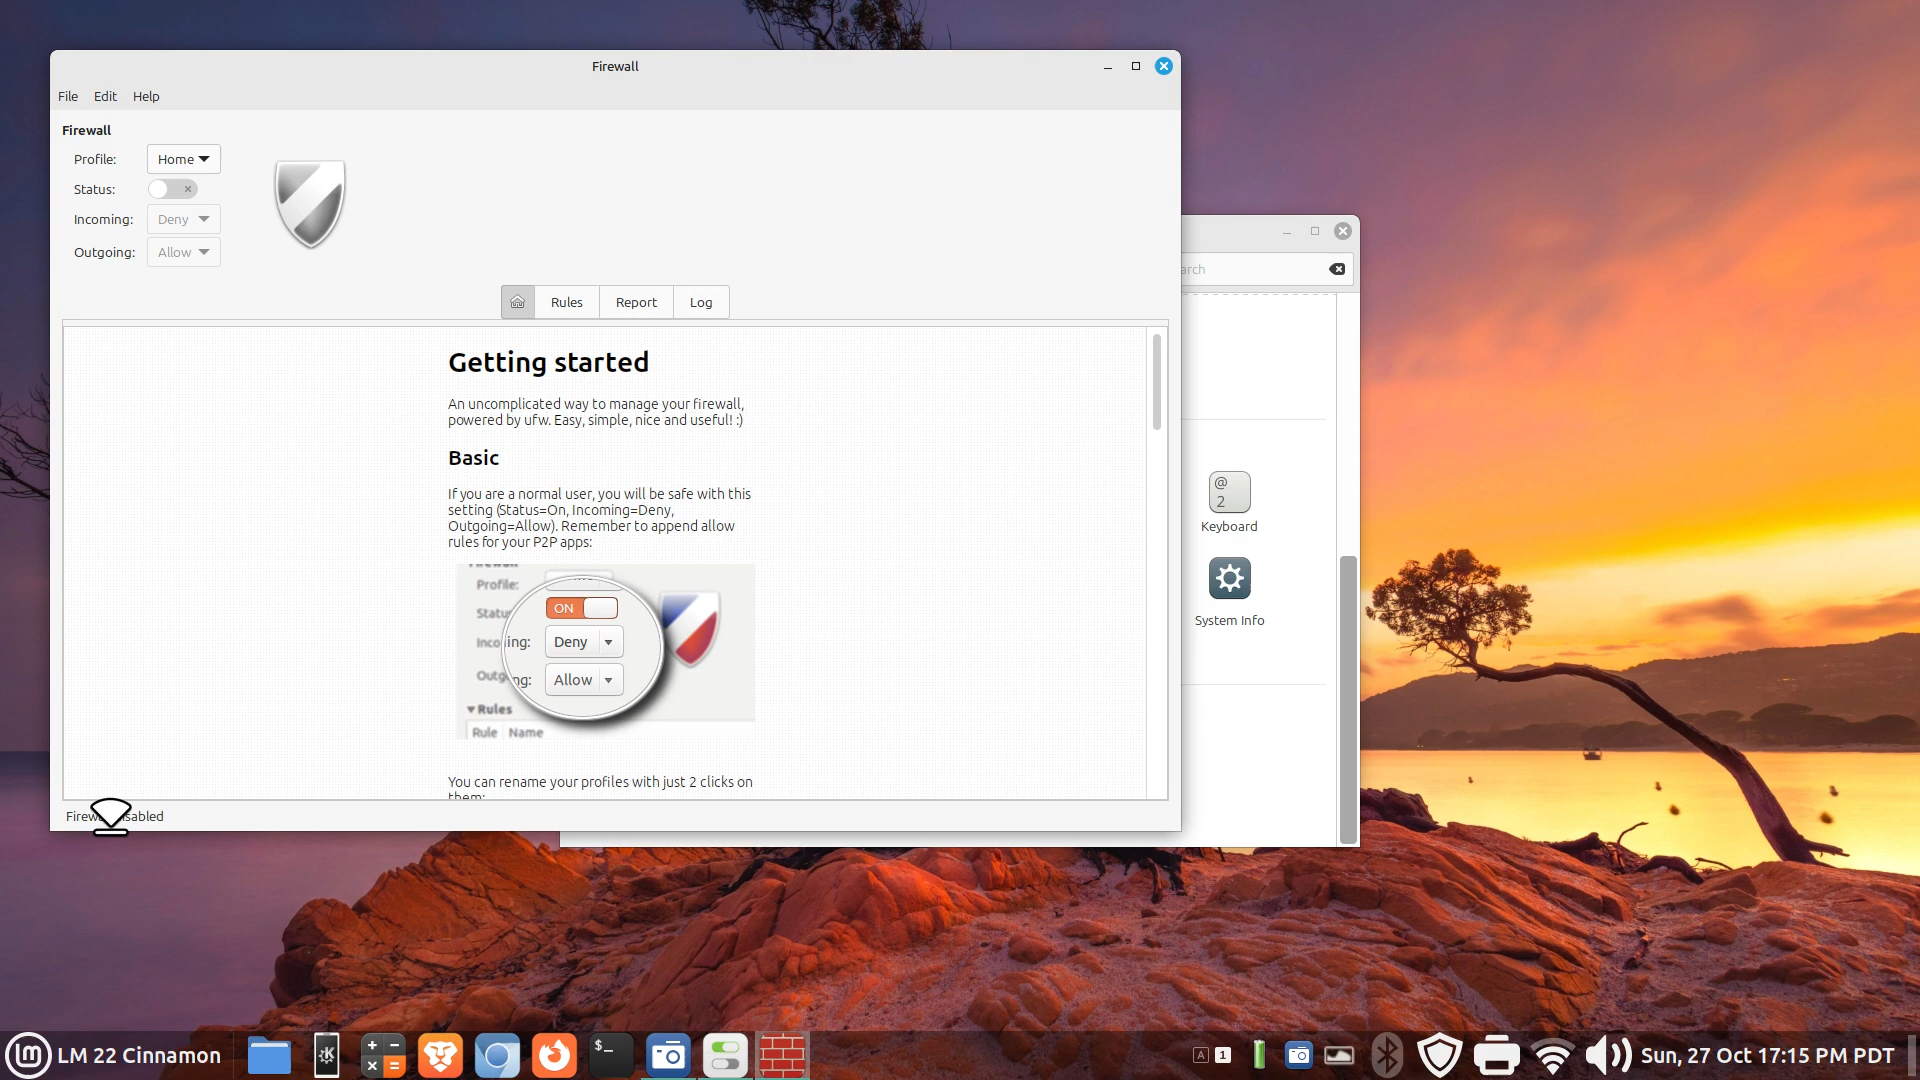 Firewall
File Edit Help
Firewall
Profile: Home
Status:
Incoming: Deny
Outgoing: Allow
Rules Report Log
Getting started
An uncomplicated way to manage your firewall,
powered by ufw. Easy, simple, nice and useful! :)
Basic
If you are a normal user, you will be safe with this
setting (Status=On, Incoming=Deny,
Outgoing=Allow). Remember to append allow
rules for your P2P apps:
Profile:
ON
Deny
Allow
Rules
Rule Name
You can rename your profiles with just 2 clicks on
them:
@
2
Keyboard
System Info
LM 22 Cinnamon
A 1
Sun, 27 Oct 17:15 PM PDT